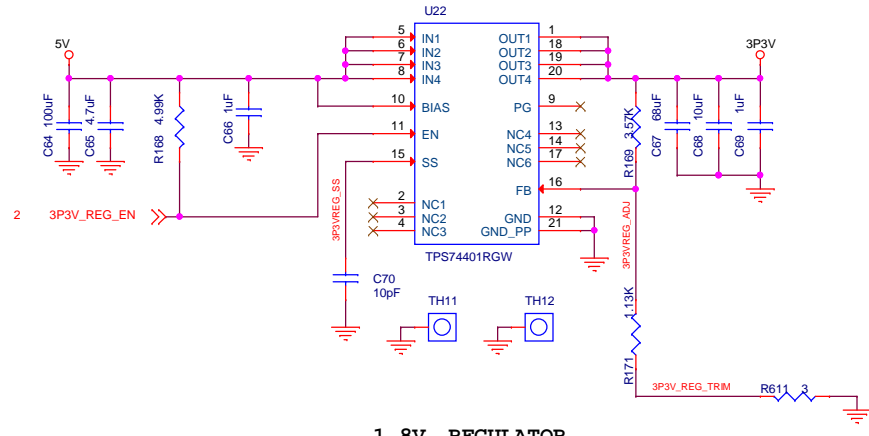 U22
5V
3P3V
5 IN1 OUT1 1
6 IN2 OUT2 18
7 IN3 OUT3 19
8 IN4 OUT4 20
10 BIAS PG 9
11 EN NC4 13
NC5 14
15 SS NC6 17
FB 16
2 NC1
3 NC2 GND 12
4 NC3 GND_PP 21
TPS74401RGW
C64 100uF
C65 4.7uF
R168 4.99K
C66 1uF
R169 3.57K
C67 68uF
C68 10uF
C69 1uF
2 3P3V_REG_EN
3P3VREG_SS
3P3VREG_ADJ
C70
10pF
TH11
TH12
R171 1.13K
3P3V_REG_TRIM
R611 3
1.8V REGULATOR